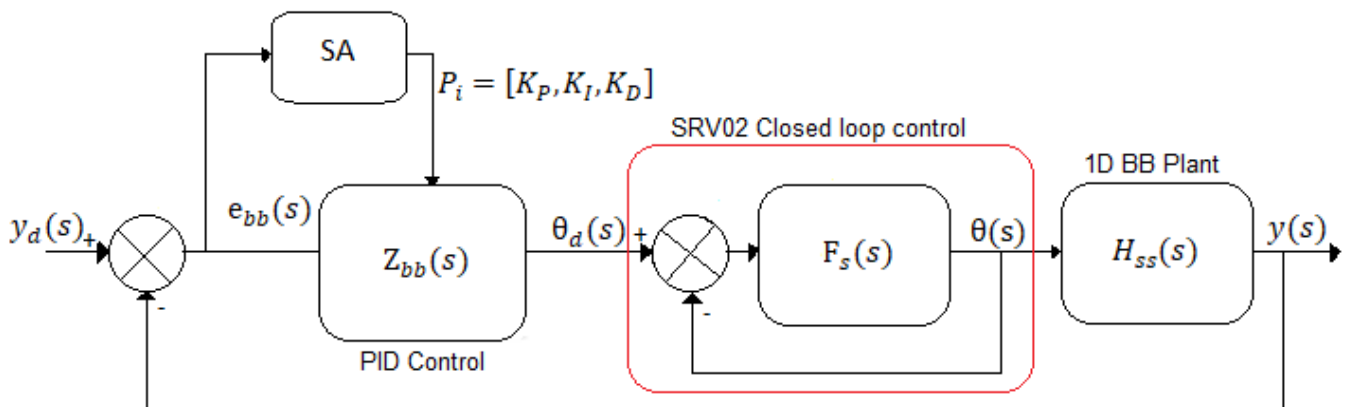 SA
P_i = [K_P, K_I, K_D]
SRV02 Closed loop control
1D BB Plant
y_d(s) +
e_bb(s)
Z_bb(s)
θ_d(s) +
F_s(s)
θ(s)
H_ss(s)
y(s)
-
-
PID Control